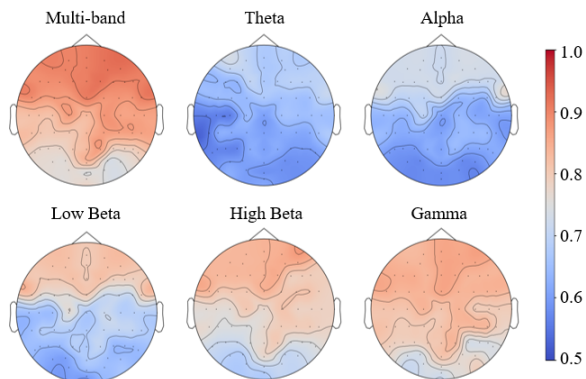 Multi-band
Theta
Alpha
1.0
0.9
0.8
0.7
0.6
0.5
Low Beta
High Beta
Gamma